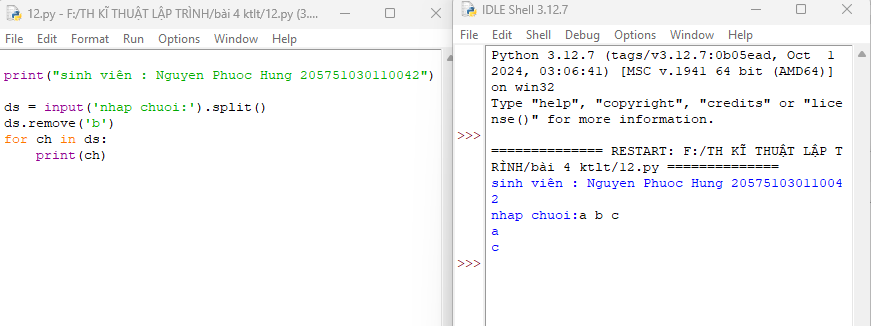 12.py - F:/TH KĨ THUẬT LẬP TRÌNH/bài 4 ktlt/12.py (3....
File Edit Format Run Options Window Help
print("sinh viên : Nguyen Phuoc Hung 205751030110042")
ds = input('nhap chuoi:').split()
ds.remove('b')
for ch in ds:
    print(ch)
IDLE Shell 3.12.7
File Edit Shell Debug Options Window Help
Python 3.12.7 (tags/v3.12.7:0b05ead, Oct  1
2024, 03:06:41) [MSC v.1941 64 bit (AMD64)]
on win32
Type "help", "copyright", "credits" or "lice
nse()" for more information.
>>>
============== RESTART: F:/TH KĨ THUẬT LẬP T
RÌNH/bài 4 ktlt/12.py ==============
sinh viên : Nguyen Phuoc Hung 20575103011004
2
nhap chuoi:a b c
a
c
>>>